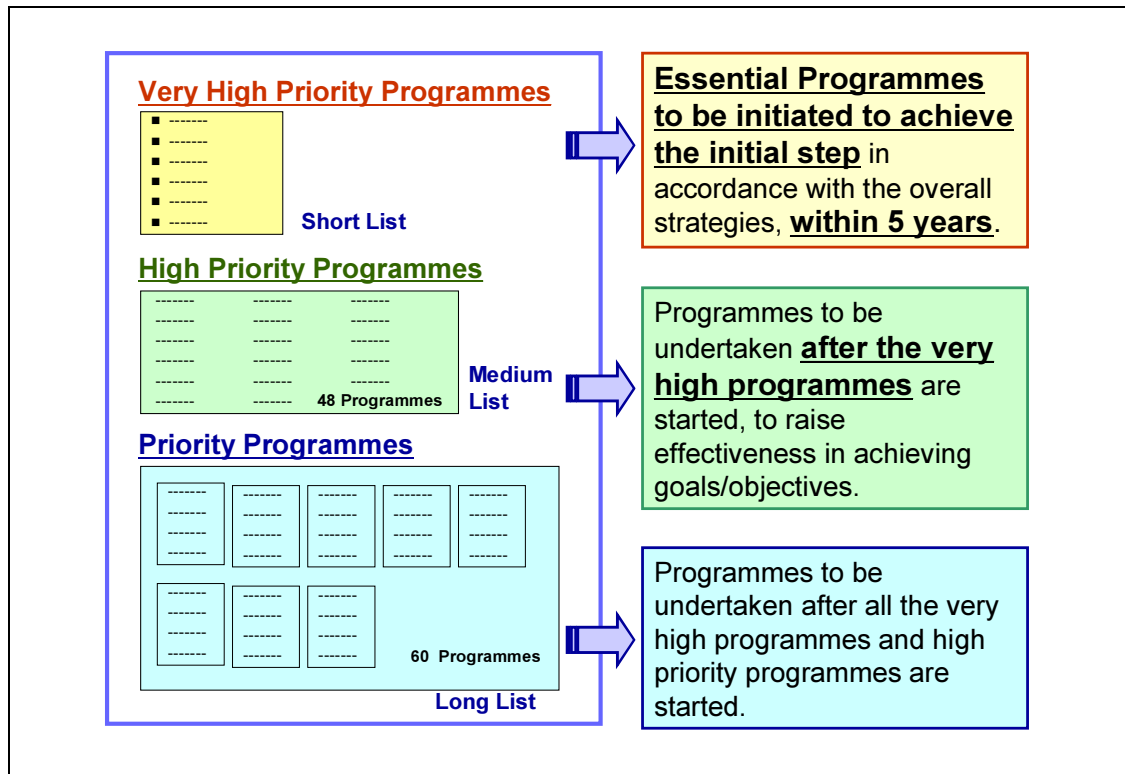 Very High Priority Programmes
■ -------
■ -------
■ -------
■ -------
■ -------
■ -------
Short List
Essential Programmes
to be initiated to achieve
the initial step in
accordance with the overall
strategies, within 5 years.
High Priority Programmes
------- ------- -------
------- ------- -------
------- ------- -------
------- ------- -------
------- ------- -------
------- ------- 48 Programmes
Medium
List
Programmes to be
undertaken after the very
high programmes are
started, to raise
effectiveness in achieving
goals/objectives.
Priority Programmes
------- ------- ------- ------- -------
------- ------- ------- ------- -------
------- ------- ------- ------- -------
------- ------- ------- ------- -------
------- ------- -------
------- ------- -------
------- ------- -------
------- ------- -------
60 Programmes
Long List
Programmes to be
undertaken after all the very
high programmes and high
priority programmes are
started.